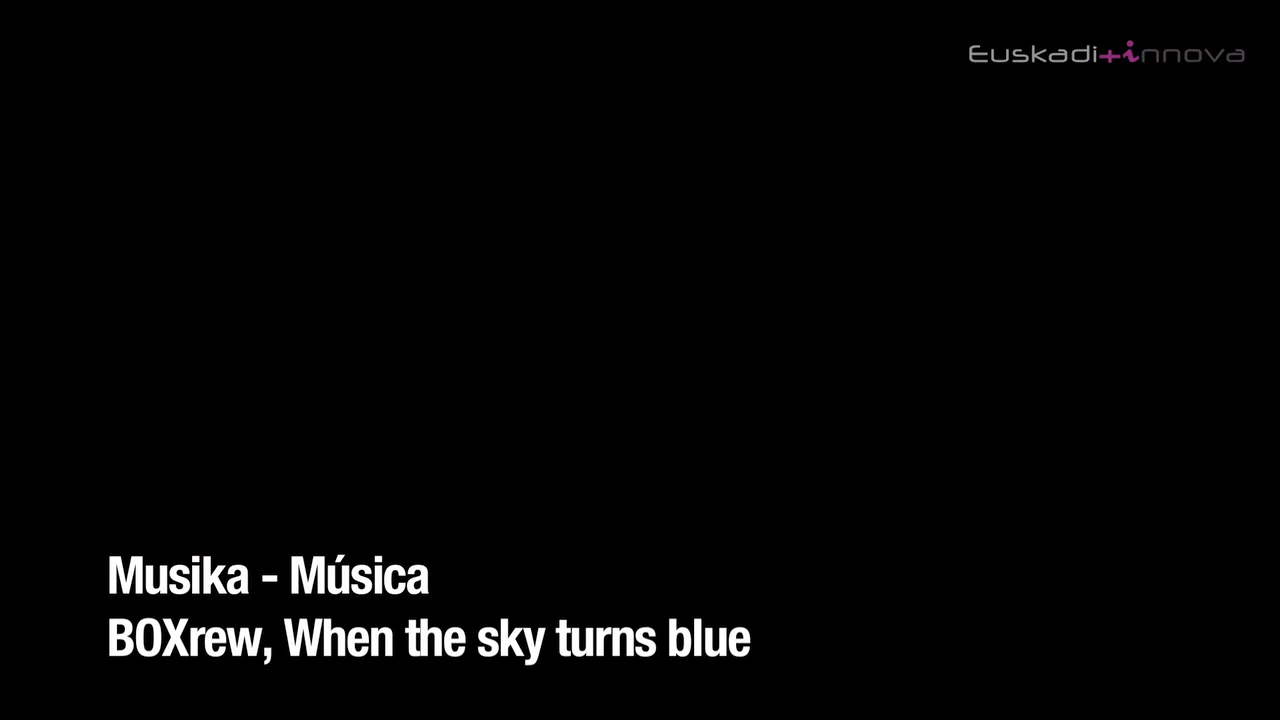 Euskadi+innova
Musika - Música
BOXrew, When the sky turns blue